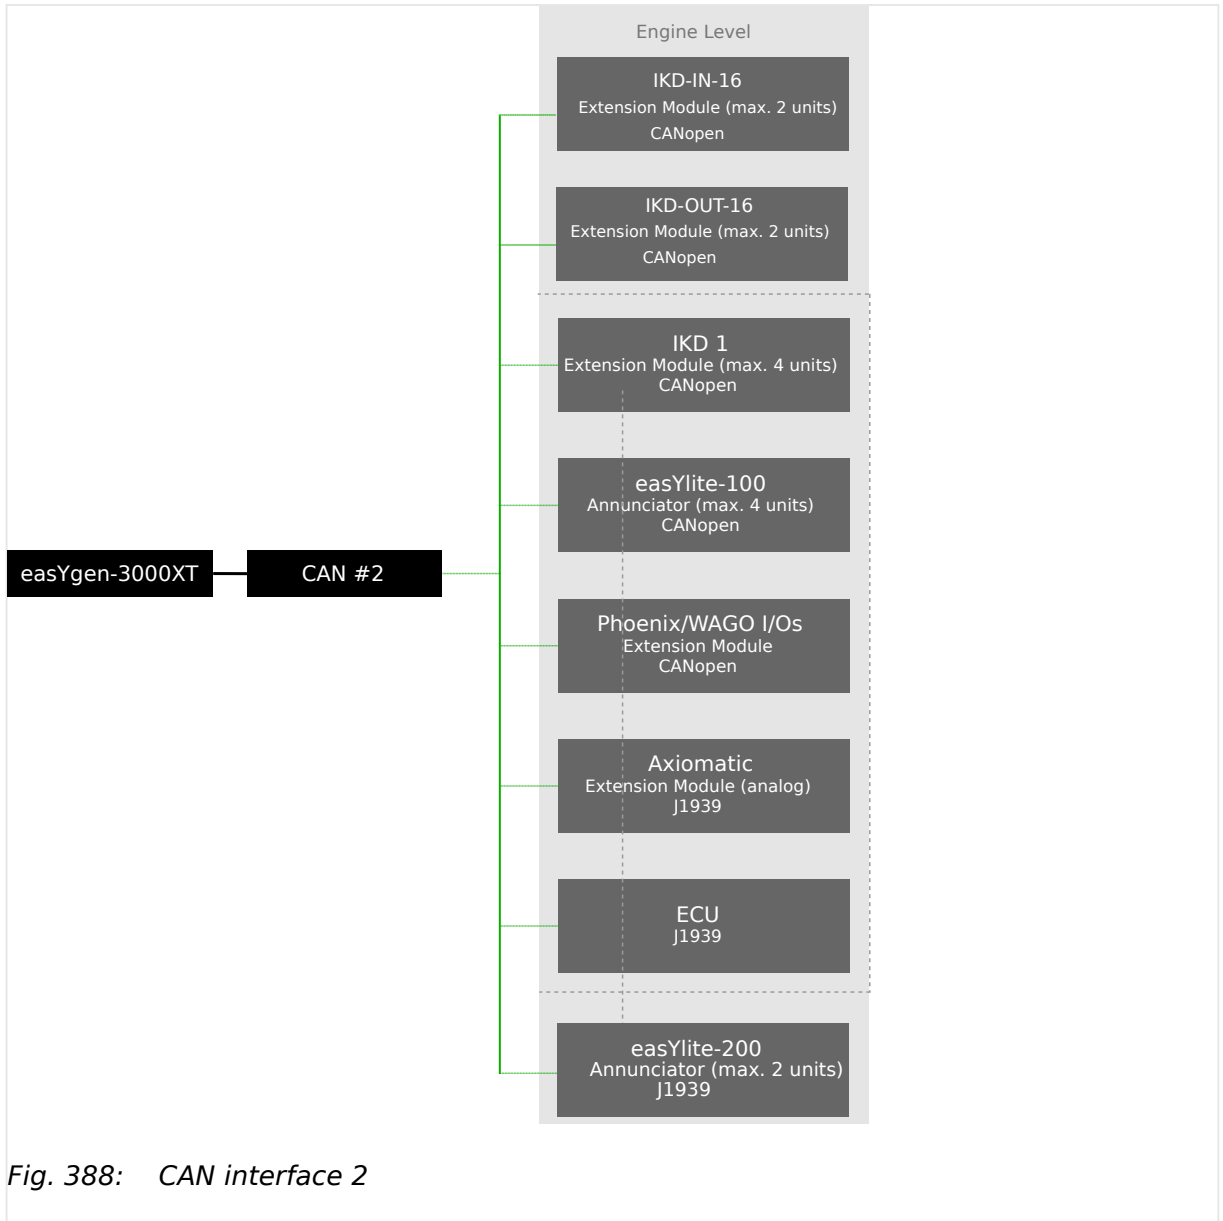 Engine Level
IKD-IN-16
Extension Module (max. 2 units)
CANopen
IKD-OUT-16
Extension Module (max. 2 units)
CANopen
IKD 1
Extension Module (max. 4 units)
CANopen
easYlite-100
Annunciator (max. 4 units)
CANopen
easYgen-3000XT
CAN #2
Phoenix/WAGO I/Os
Extension Module
CANopen
Axiomatic
Extension Module (analog)
J1939
ECU
J1939
easYlite-200
Annunciator (max. 2 units)
J1939
Fig. 388: CAN interface 2